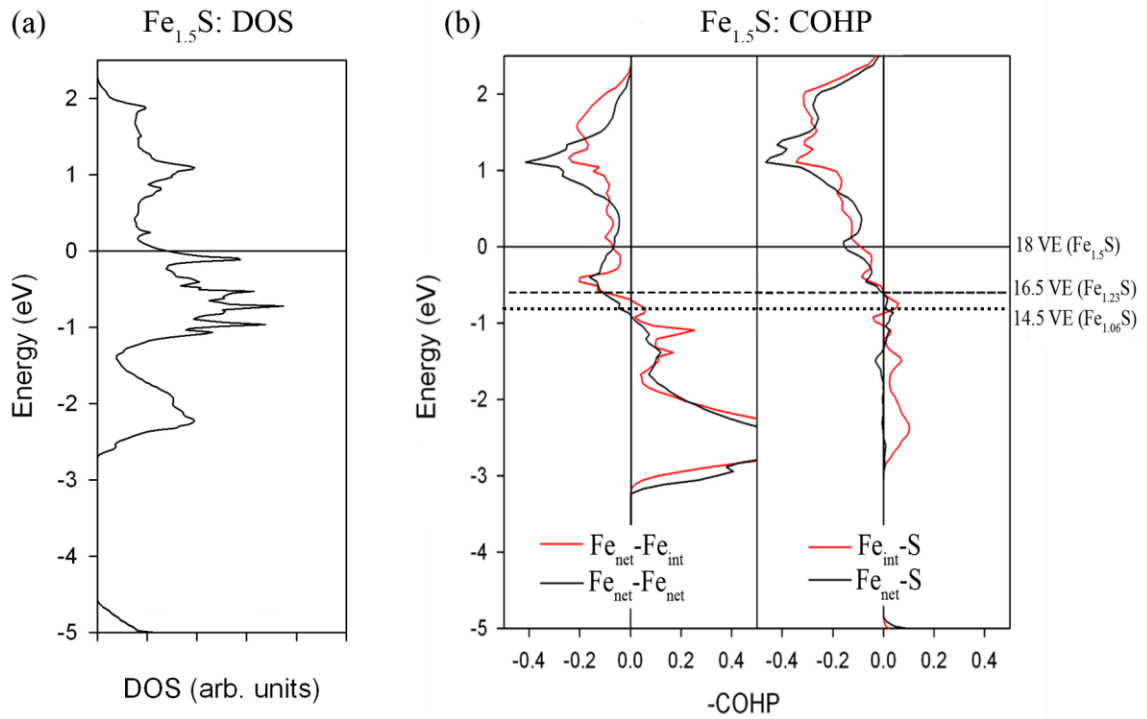 (a) Fe1.5S: DOS
2
1
0
-1
-2
-3
-4
-5
Energy (eV)
DOS (arb. units)
(b) Fe1.5S: COHP
2
1
0
-1
-2
-3
-4
-5
Energy (eV)
18 VE (Fe1.5S)
16.5 VE (Fe1.23S)
14.5 VE (Fe1.06S)
Fenet-Feint
Fenet-Fenet
Feint-S
Fenet-S
-0.4 -0.2 0.0 0.2 0.4 -0.4 -0.2 0.0 0.2 0.4
-COHP